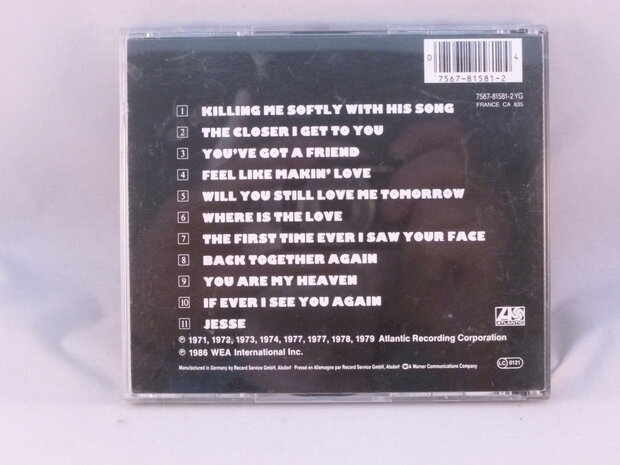 0 4
7567-81581-2
7567-81581-2 YG
FRANCE CA 835
1 KILLING ME SOFTLY WITH HIS SONG
2 THE CLOSER I GET TO YOU
3 YOU'VE GOT A FRIEND
4 FEEL LIKE MAKIN' LOVE
5 WILL YOU STILL LOVE ME TOMORROW
6 WHERE IS THE LOVE
7 THE FIRST TIME EVER I SAW YOUR FACE
8 BACK TOGETHER AGAIN
9 YOU ARE MY HEAVEN
10 IF EVER I SEE YOU AGAIN
11 JESSE
ATLANTIC
℗ 1971, 1972, 1973, 1974, 1977, 1977, 1978, 1979 Atlantic Recording Corporation
℗ © 1986 WEA International Inc.
Manufactured in Germany by Record Service GmbH, Alsdorf · Pressé en Allemagne par Record Service GmbH, Alsdorf A Warner Communications Company
LC 0121